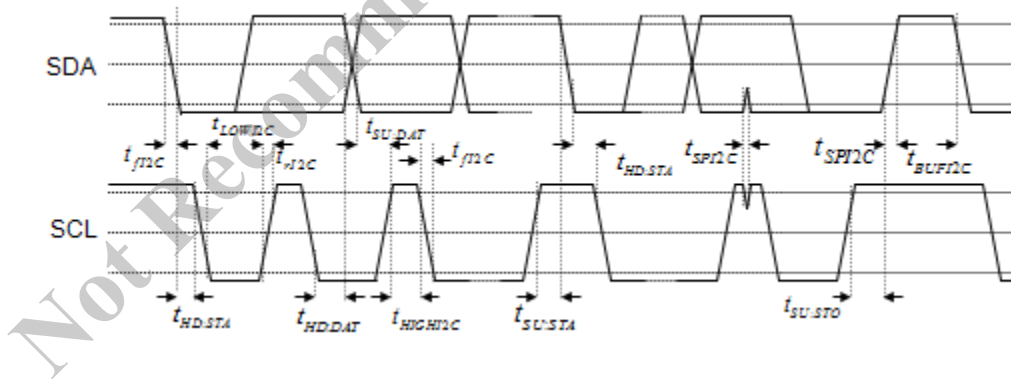 SDA
t_LOWI2C
t_SU:DAT
t_fI2C
t_rI2C
t_fI2C
t_HD:STA
t_SPI2C
t_SPI2C
t_BUFI2C
SCL
t_HD:STA
t_HD:DAT
t_HIGHI2C
t_SU:STA
t_SU:STO
Not Recomm